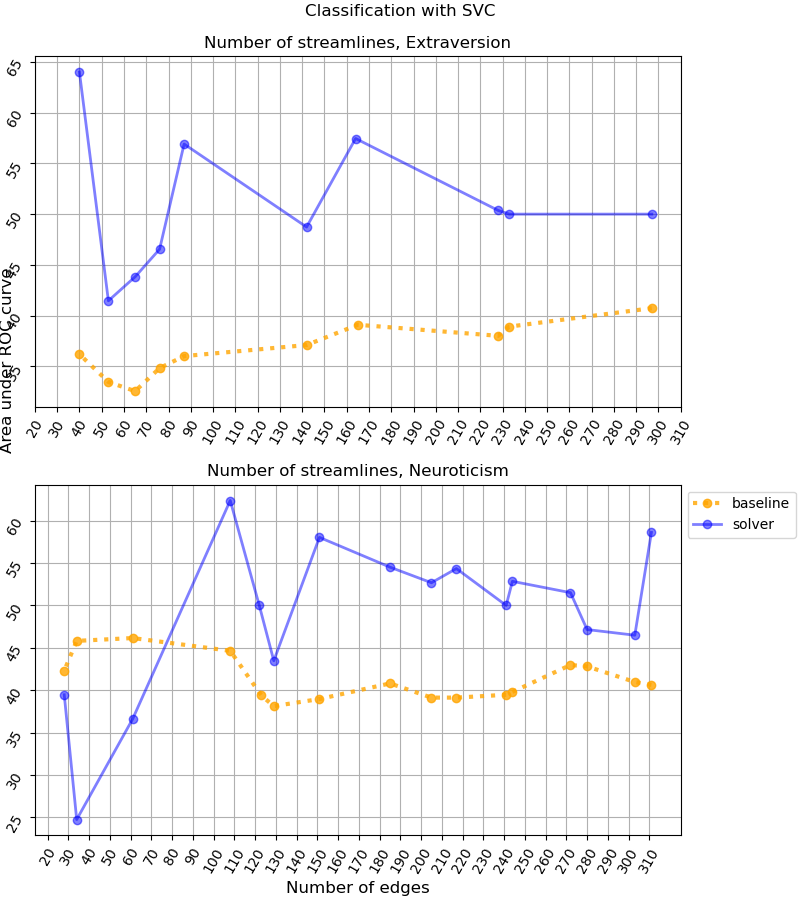 Classification with SVC
Number of streamlines, Extraversion
65
60
55
50
45
40
35
20 30 40 50 60 70 80 90 100 110 120 130 140 150 160 170 180 190 200 210 220 230 240 250 260 270 280 290 300 310
Area under ROC curve
Number of streamlines, Neuroticism
baseline
solver
60
55
50
45
40
35
30
25
20 30 40 50 60 70 80 90 100 110 120 130 140 150 160 170 180 190 200 210 220 230 240 250 260 270 280 290 300 310
Number of edges